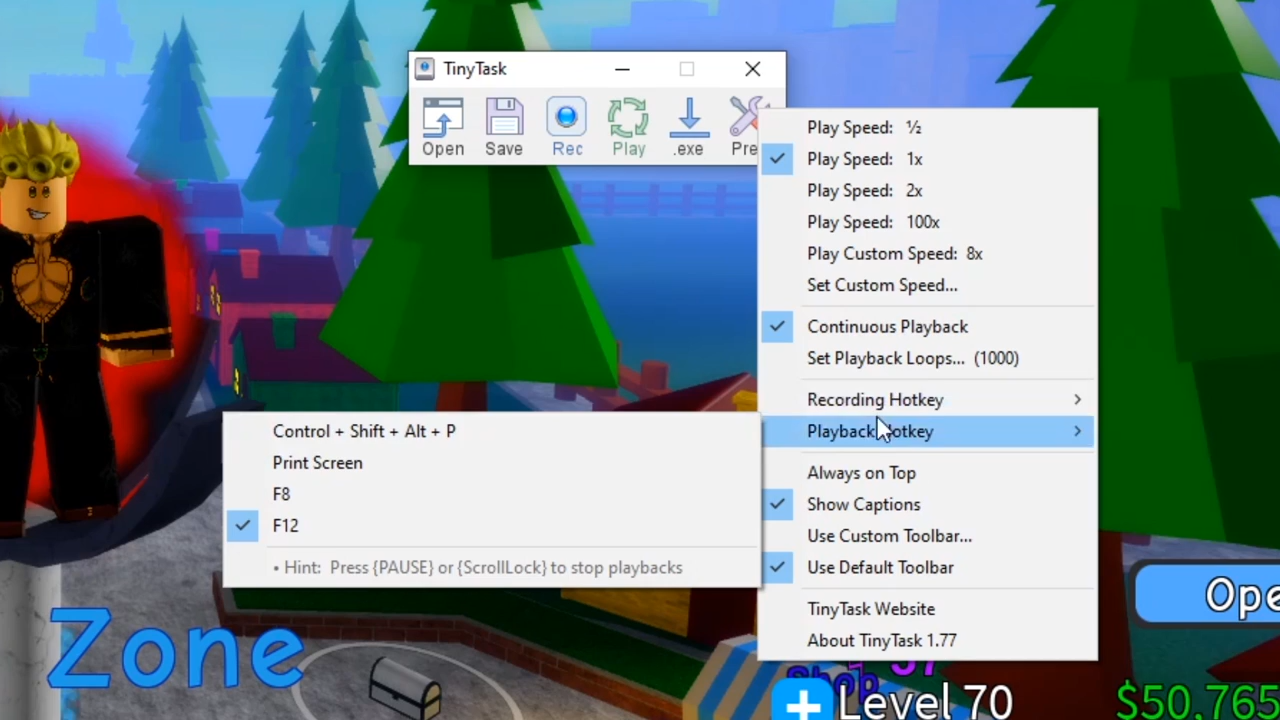 TinyTask
Open Save Rec Play .exe Pre
Play Speed: ½
Play Speed: 1x
Play Speed: 2x
Play Speed: 100x
Play Custom Speed: 8x
Set Custom Speed...
Continuous Playback
Set Playback Loops... (1000)
Recording Hotkey
Playback Hotkey
Always on Top
Show Captions
Use Custom Toolbar...
Use Default Toolbar
TinyTask Website
About TinyTask 1.77
Control + Shift + Alt + P
Print Screen
F8
F12
• Hint: Press {PAUSE} or {ScrollLock} to stop playbacks
Zone
Ope
Shop
Level 70
$50,765